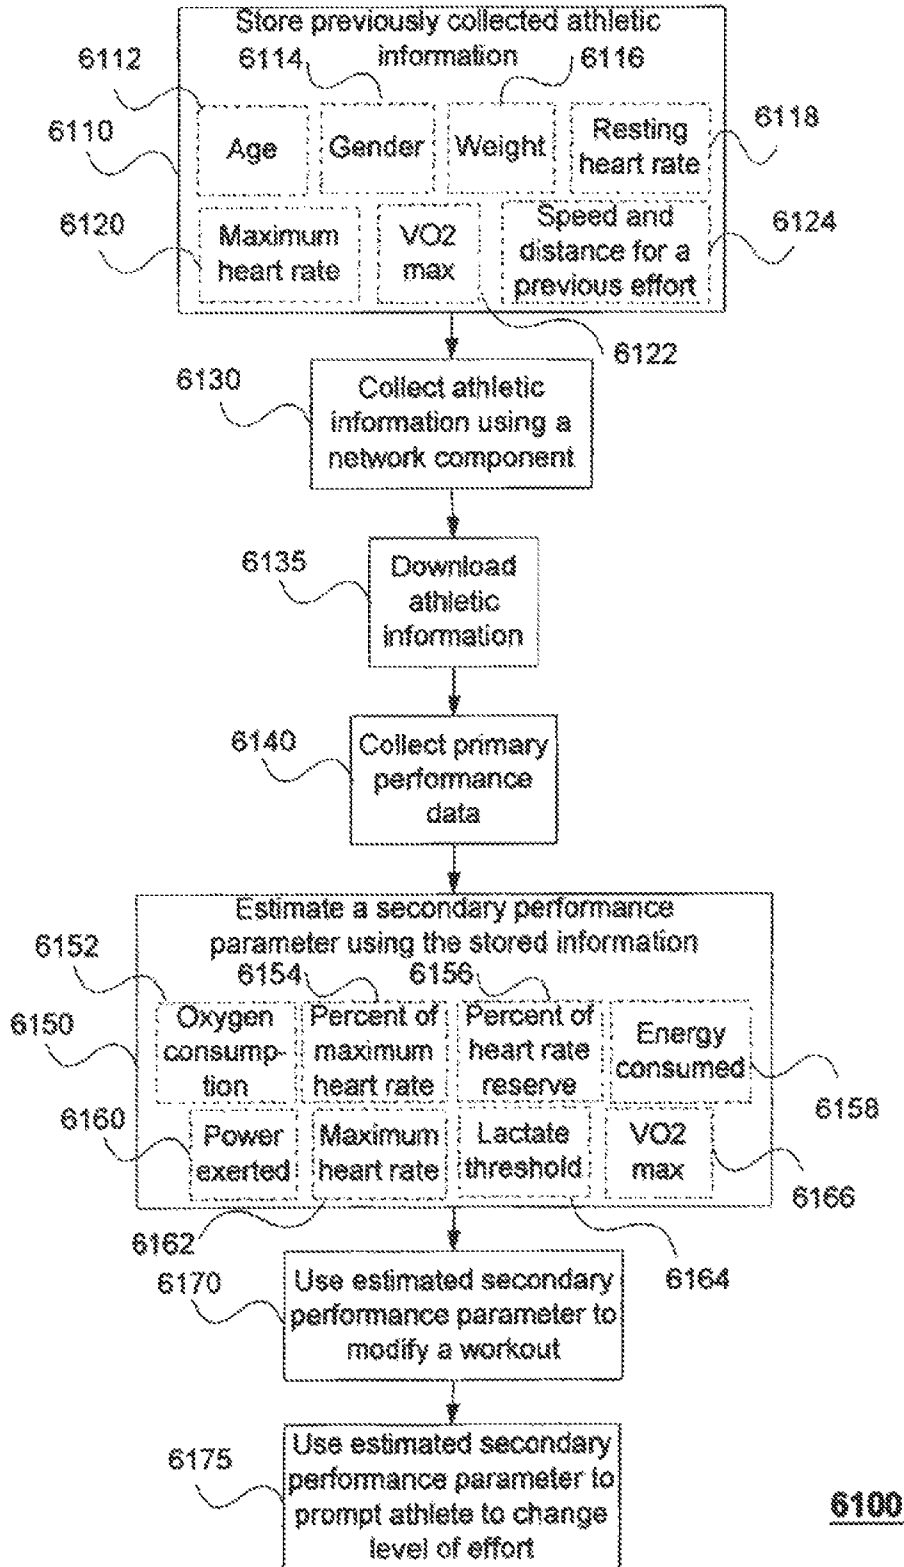 Store previously collected athletic
information
6112
6114
6116
6110
Age
Gender
Weight
Resting
heart rate
6118
6120
Maximum
heart rate
VO2
max
Speed and
distance for a
previous effort
6124
6122
6130
Collect athletic
information using a
network component
6135
Download
athletic
information
6140
Collect primary
performance
data
Estimate a secondary performance
parameter using the stored information
6152
6154
6156
6150
Oxygen
consump-
tion
Percent of
maximum
heart rate
Percent of
heart rate
reserve
Energy
consumed
6158
6160
Power
exerted
Maximum
heart rate
Lactate
threshold
VO2
max
6166
6162
6164
6170
Use estimated secondary
performance parameter to
modify a workout
6175
Use estimated secondary
performance parameter to
prompt athlete to change
level of effort
6100